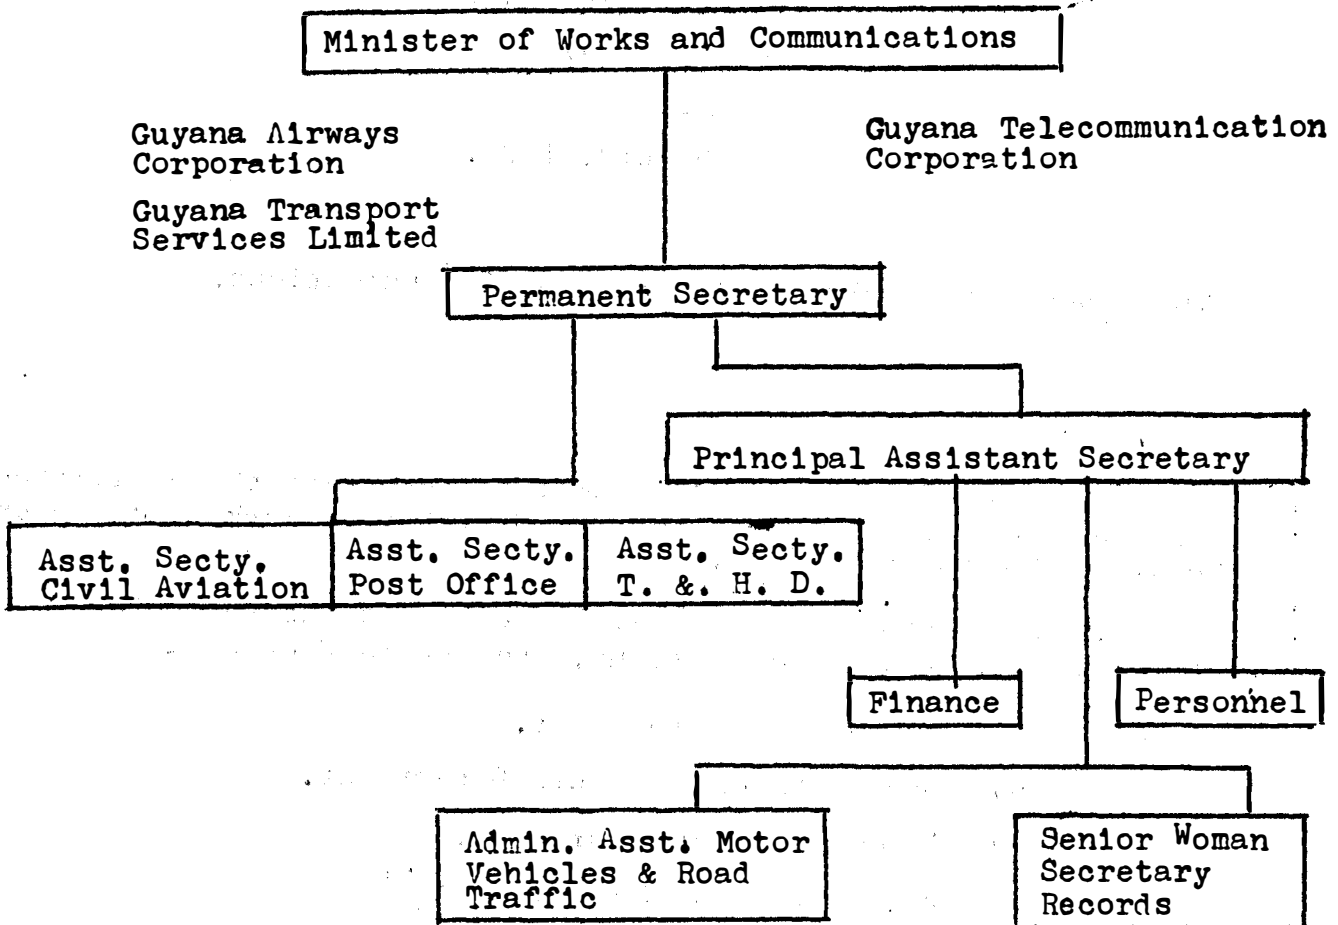 Minister of Works and Communications
Guyana Airways
Corporation
Guyana Telecommunication
Corporation
Guyana Transport
Services Limited
Permanent Secretary
Principal Assistant Secretary
Asst. Secty.
Civil Aviation
Asst. Secty.
Post Office
Asst. Secty.
T. &. H. D.
Finance
Personnel
Admin. Asst. Motor
Vehicles & Road
Traffic
Senior Woman
Secretary
Records